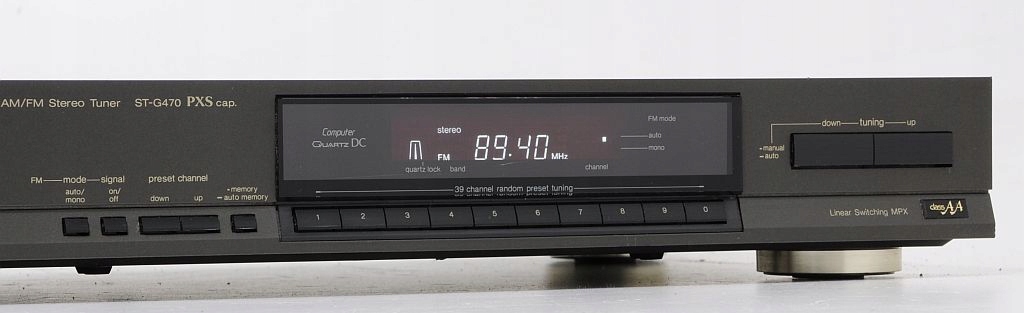 AM/FM Stereo Tuner ST-G470 PXS cap.
FM mode signal preset channel
auto/ mono on/ off down up memory auto memory
Computer
QUARTZ DC
stereo
FM 89.40 MHz
quartz lock band channel
FM mode
auto
mono
39 channel random preset tuning
1 2 3 4 5 6 7 8 9 0
down tuning up
manual
auto
Linear Switching MPX class AA